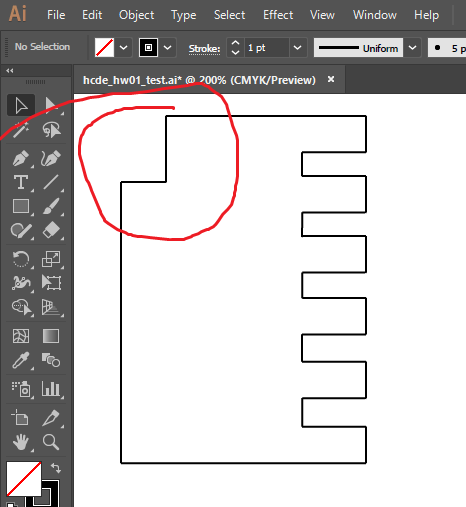 Ai File Edit Object Type Select Effect View Window Help
No Selection Stroke: 1 pt Uniform 5 p
hcde_hw01_test.ai* @ 200% (CMYK/Preview) ×
T